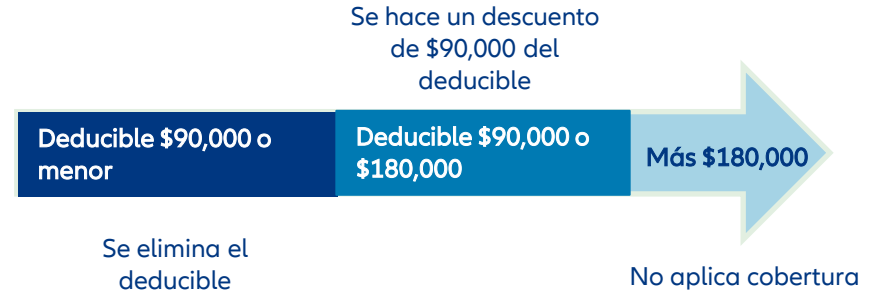 Se hace un descuento
de $90,000 del
deducible
Deducible $90,000 o
menor
Deducible $90,000 o
$180,000
Más $180,000
Se elimina el
deducible
No aplica cobertura